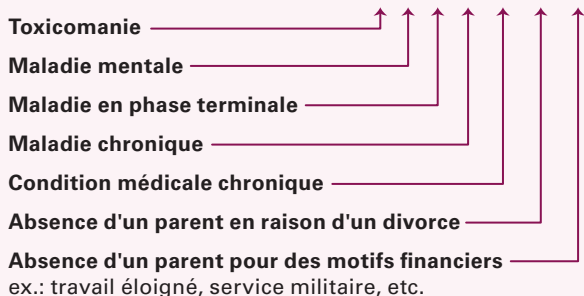 Toxicomanie
Maladie mentale
Maladie en phase terminale
Maladie chronique
Condition médicale chronique
Absence d'un parent en raison d'un divorce
Absence d'un parent pour des motifs financiers
ex.: travail éloigné, service militaire, etc.